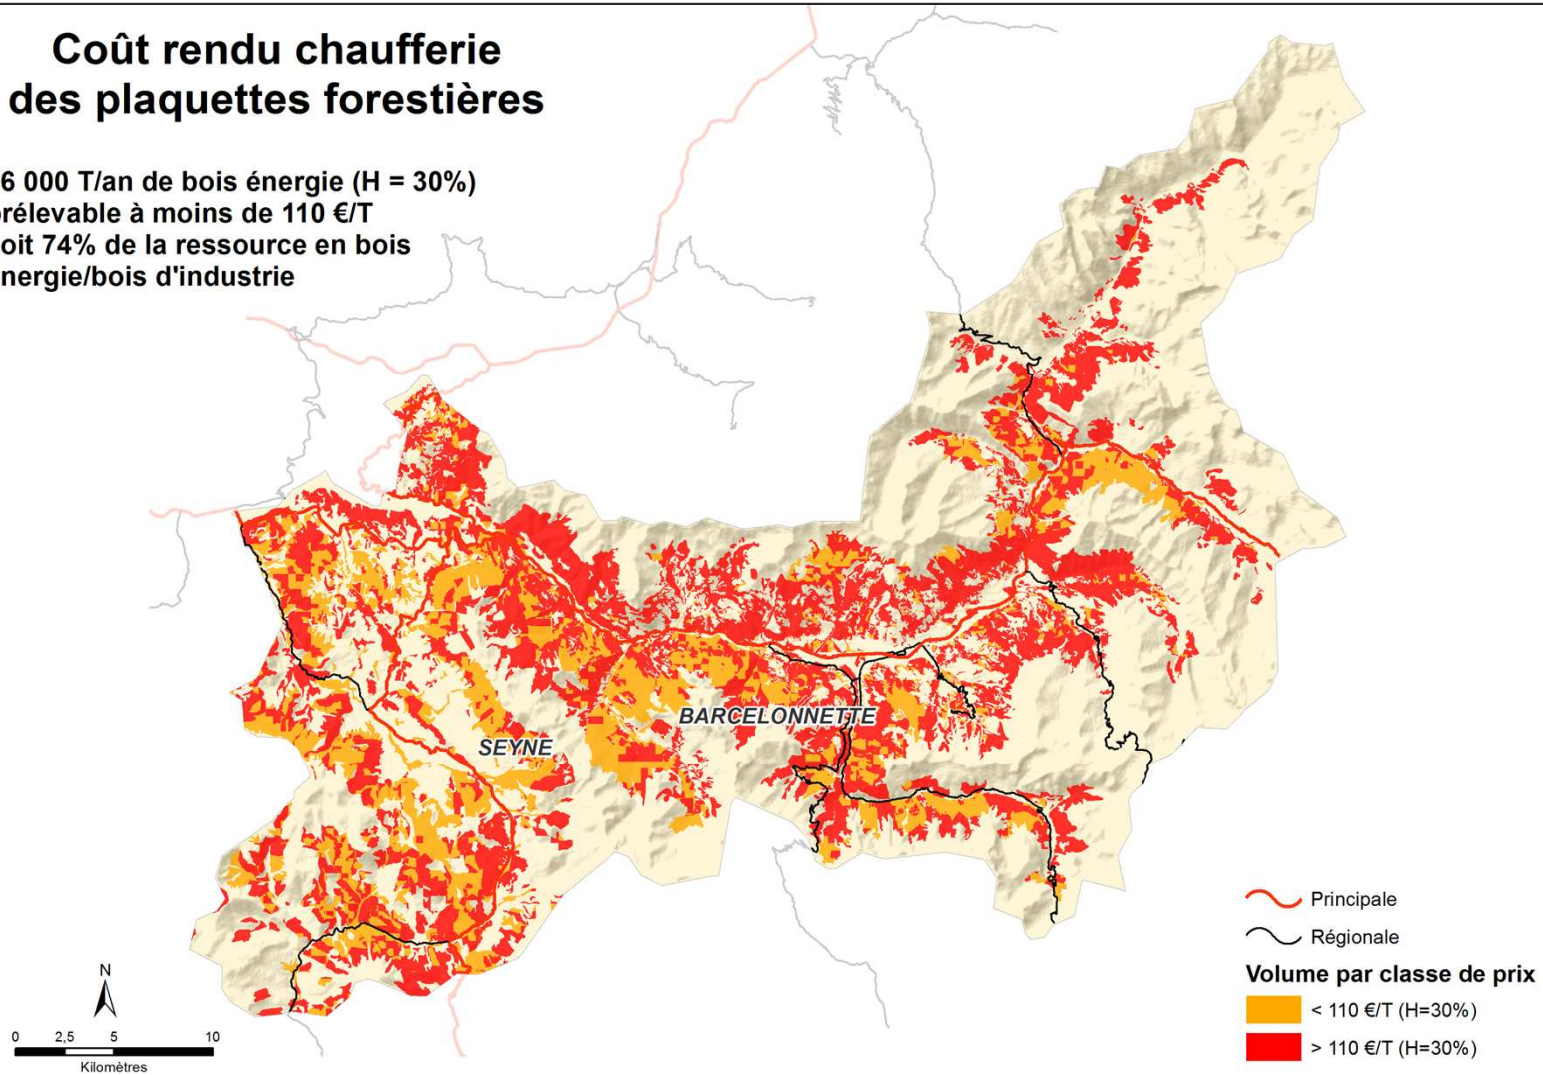 Coût rendu chaufferie
des plaquettes forestières
6 000 T/an de bois énergie (H = 30%)
rélevable à moins de 110 €/T
oit 74% de la ressource en bois
nergie/bois d'industrie
BARCELONNETTE
SEYNE
Principale
Régionale
Volume par classe de prix
< 110 €/T (H=30%)
> 110 €/T (H=30%)
N
0 2,5 5 10
Kilomètres